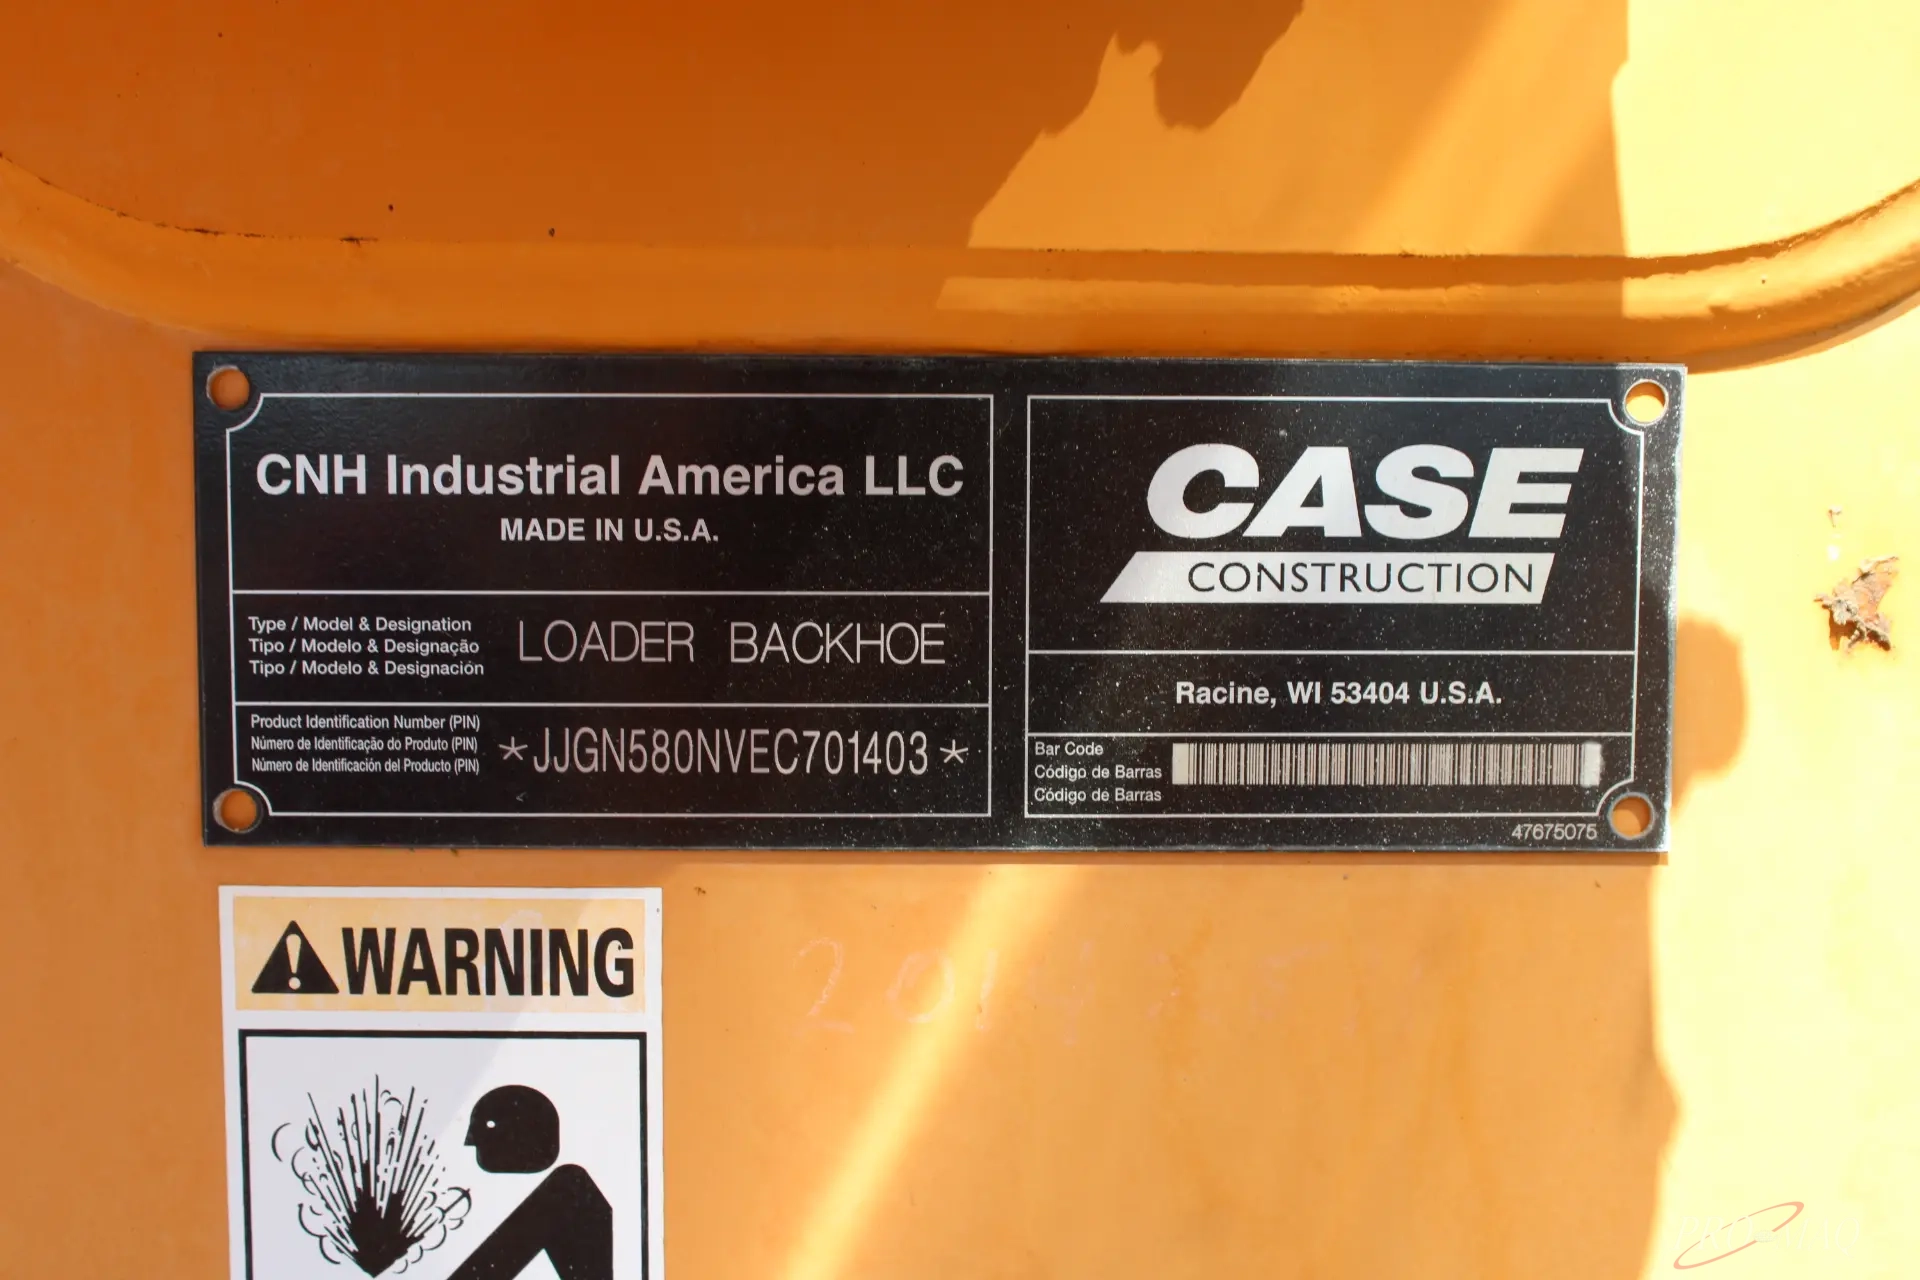 CNH Industrial America LLC
MADE IN U.S.A.
Type / Model & Designation
Tipo / Modelo & Designação
Tipo / Modelo & Designación
LOADER BACKHOE
Product Identification Number (PIN)
Número de Identificação do Produto (PIN)
Número de Identificación del Producto (PIN)
*JJGN580NVEC701403*
CASE
CONSTRUCTION
Racine, WI 53404 U.S.A.
Bar Code
Código de Barras
Código de Barras
47675075
WARNING